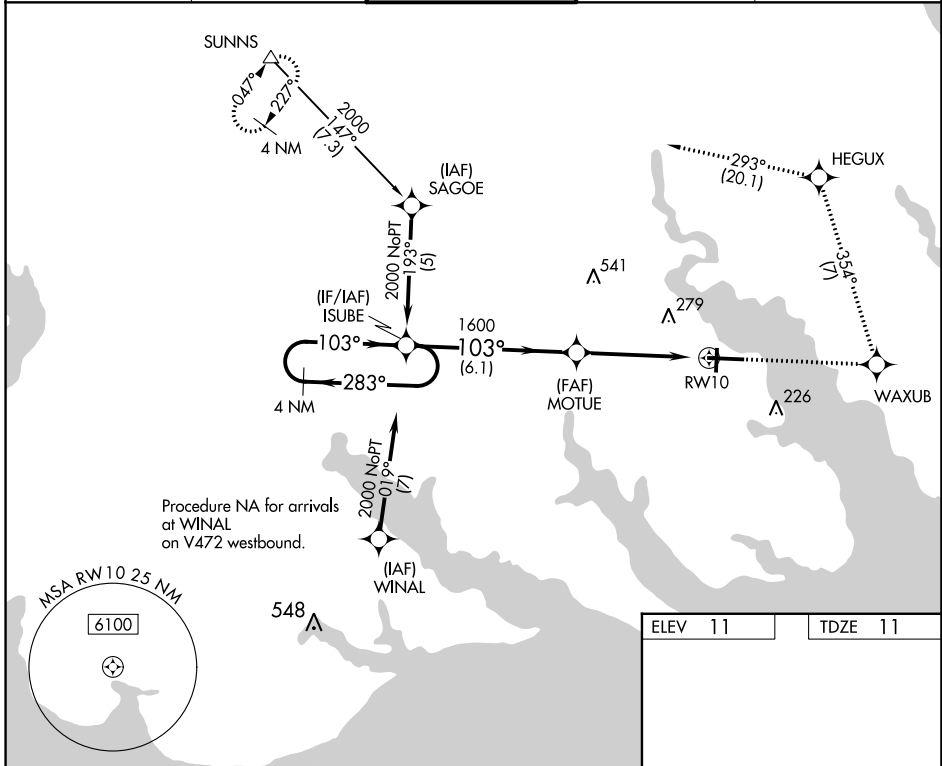 SUNNS
047°
227°
4 NM
2000
147°
(7.3)
(IAF)
SAGOE
293°
(20.1)
HEGUX
354°
(7)
2000 NoPT
193°
(5)
541
279
(IF/IAF)
ISUBE
103°
283°
4 NM
1600
103°
(6.1)
(FAF)
MOTUE
RW10
226
WAXUB
2000 NoPT
019°
(7)
Procedure NA for arrivals
at WINAL
on V472 westbound.
(IAF)
WINAL
MSA RW10 25 NM
6100
548
ELEV 11
TDZE 11